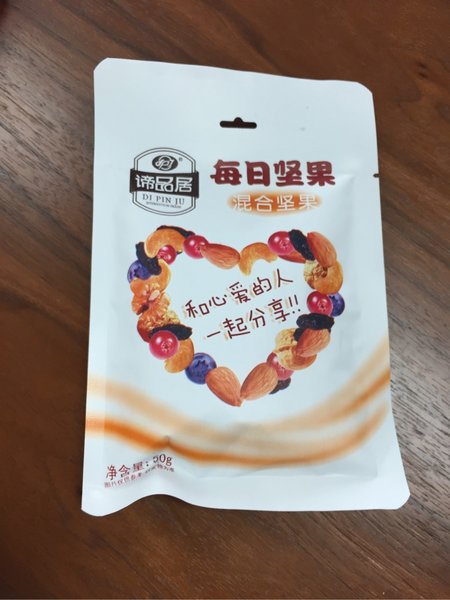 谛品居
DI PIN JU
每日坚果
混合坚果
和心爱的人
一起分享!!
净含量: 50g